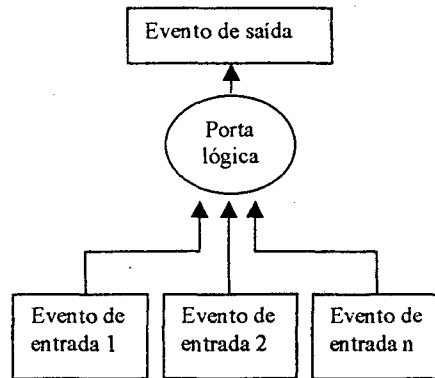 Evento de saída
Porta
lógica
Evento de
entrada 1
Evento de
entrada 2
Evento de
entrada n